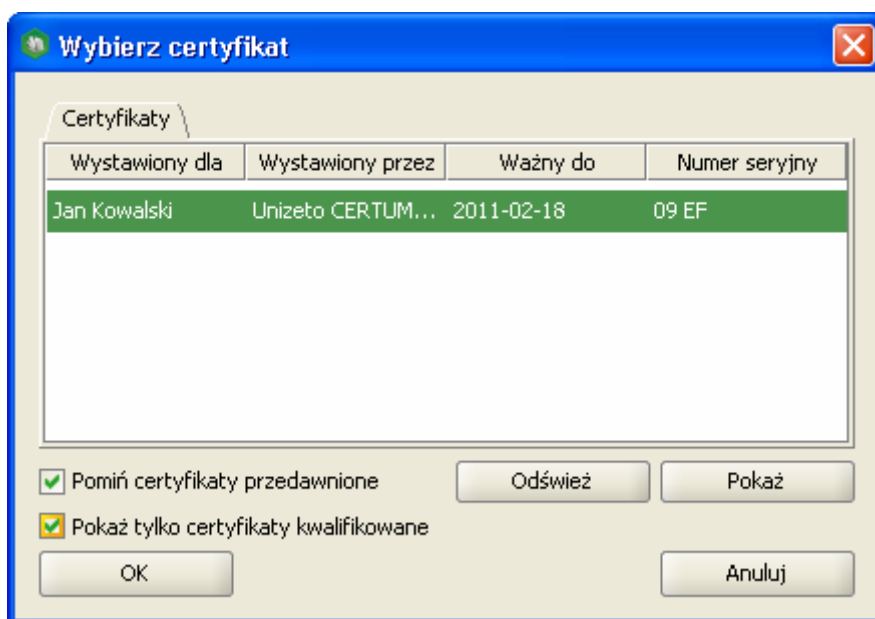 Wybierz certyfikat
Certyfikaty
Wystawiony dla Wystawiony przez Ważny do Numer seryjny
Jan Kowalski Unizeto CERTUM... 2011-02-18 09 EF
Pomiń certyfikaty przedawnione Odśwież Pokaż
Pokaż tylko certyfikaty kwalifikowane
OK Anuluj